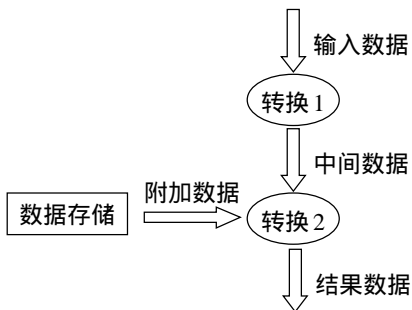 输入数据
转换1
中间数据
附加数据
数据存储
转换2
结果数据